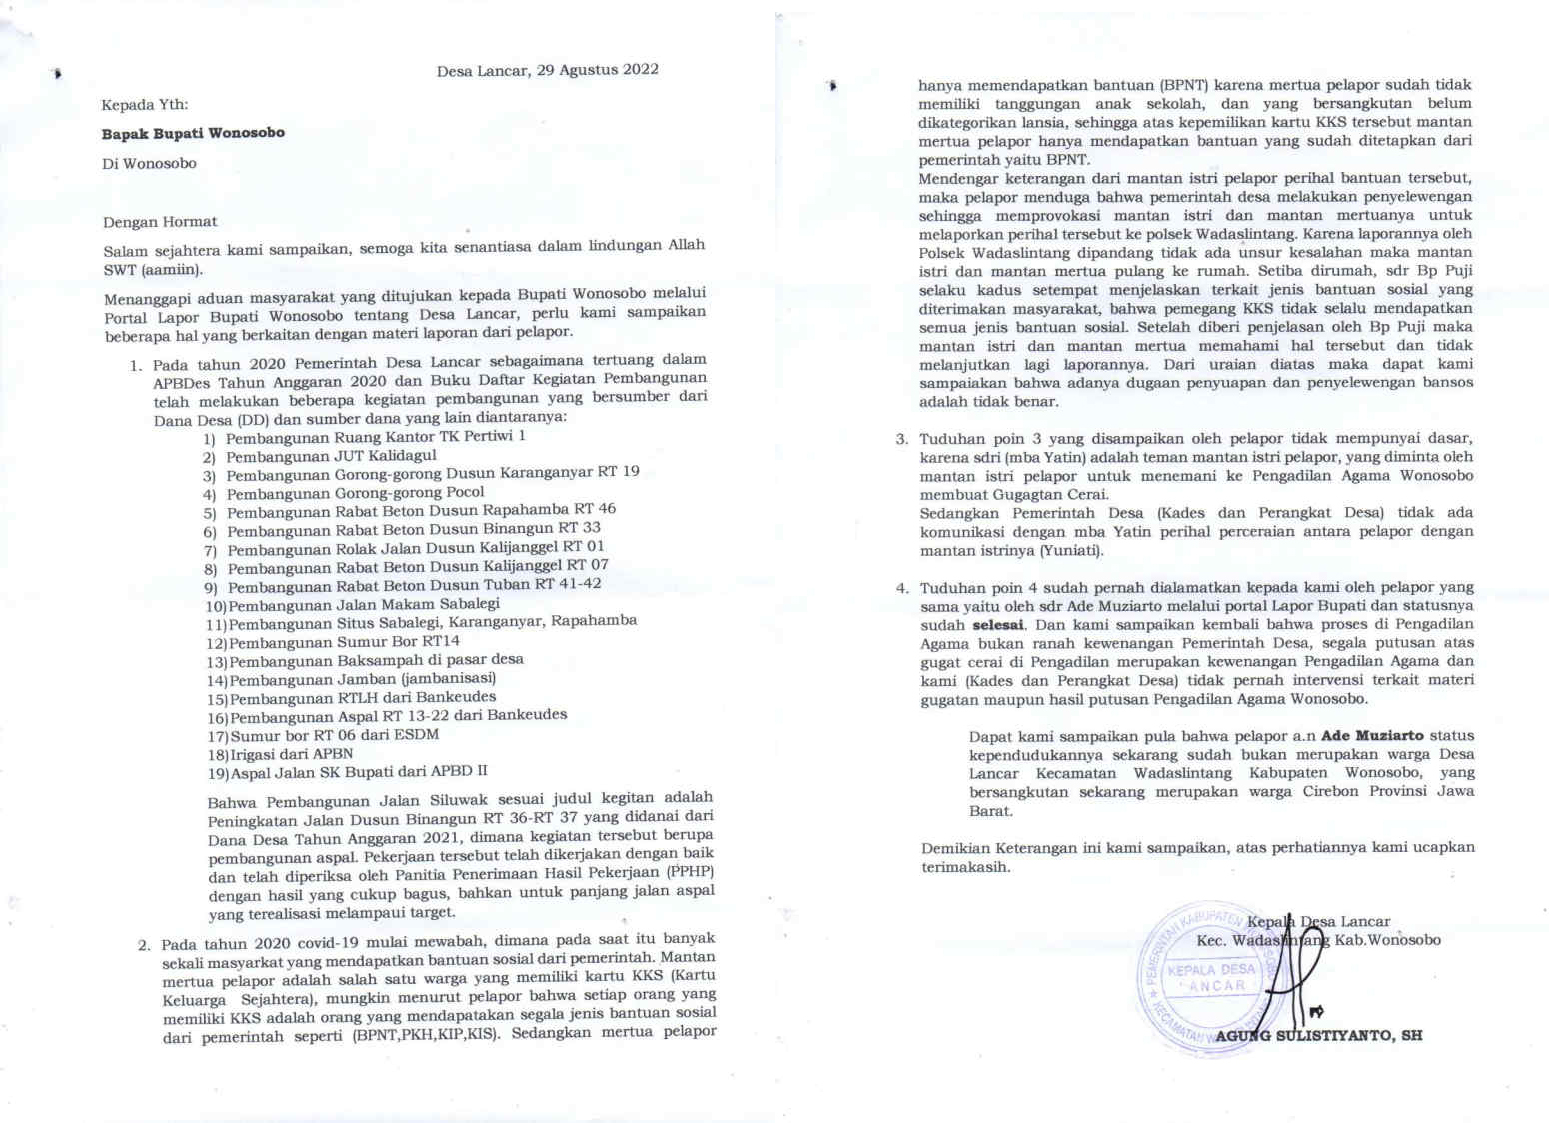 Desa Lancar, 29 Agustus 2022
Kepada Yth:
Bapak Bupati Wonosobo
Di Wonosobo
Dengan Hormat
Salam sejahtera kami sampaikan, semoga kita senantiasa dalam lindungan Allah
SWT (aamiin).
Menanggapi aduan masyarakat yang ditujukan kepada Bupati Wonosobo melalui
Portal Lapor Bupati Wonosobo tentang Desa Lancar, perlu kami sampaikan
beberapa hal yang berkaitan dengan materi laporan dari pelapor.
1. Pada tahun 2020 Pemerintah Desa Lancar sebagaimana tertuang dalam
APBDes Tahun Anggaran 2020 dan Buku Daftar Kegiatan Pembangunan
telah melakukan beberapa kegiatan pembangunan yang bersumber dari
Dana Desa (DD) dan sumber dana yang lain diantaranya:
1) Pembangunan Ruang Kantor TK Pertiwi 1
2) Pembangunan JUT Kalidagul
3) Pembangunan Gorong-gorong Dusun Karanganyar RT 19
4) Pembangunan Gorong-gorong Pocol
5) Pembangunan Rabat Beton Dusun Rapahamba RT 46
6) Pembangunan Rabat Beton Dusun Binangun RT 33
7) Pembangunan Rolak Jalan Dusun Kalijanggel RT 01
8) Pembangunan Rabat Beton Dusun Kalijanggel RT 07
9) Pembangunan Rabat Beton Dusun Tuban RT 41-42
10)Pembangunan Jalan Makam Sabalegi
11)Pembangunan Situs Sabalegi, Karanganyar, Rapahamba
12)Pembangunan Sumur Bor RT14
13)Pembangunan Baksampah di pasar desa
14)Pembangunan Jamban (jambanisasi)
15)Pembangunan RTLH dari Bankeudes
16)Pembangunan Aspal RT 13-22 dari Bankeudes
17)Sumur bor RT 06 dari ESDM
18)Irigasi dari APBN
19)Aspal Jalan SK Bupati dari APBD II
Bahwa Pembangunan Jalan Siluwak sesuai judul kegitan adalah
Peningkatan Jalan Dusun Binangun RT 36-RT 37 yang didanai dari
Dana Desa Tahun Anggaran 2021, dimana kegiatan tersebut berupa
pembangunan aspal. Pekerjaan tersebut telah dikerjakan dengan baik
dan telah diperiksa oleh Panitia Penerimaan Hasil Pekerjaan (PPHP)
dengan hasil yang cukup bagus, bahkan untuk panjang jalan aspal
yang terealisasi melampaui target.
2. Pada tahun 2020 covid-19 mulai mewabah, dimana pada saat itu banyak
sekali masyarkat yang mendapatkan bantuan sosial dari pemerintah. Mantan
mertua pelapor adalah salah satu warga yang memiliki kartu KKS (Kartu
Keluarga Sejahtera), mungkin menurut pelapor bahwa setiap orang yang
memiliki KKS adalah orang yang mendapatakan segala jenis bantuan sosial
dari pemerintah seperti (BPNT,PKH,KIP,KIS). Sedangkan mertua pelapor
hanya memendapatkan bantuan (BPNT) karena mertua pelapor sudah tidak
memiliki tanggungan anak sekolah, dan yang bersangkutan belum
dikategorikan lansia, sehingga atas kepemilikan kartu KKS tersebut mantan
mertua pelapor hanya mendapatkan bantuan yang sudah ditetapkan dari
pemerintah yaitu BPNT.
Mendengar keterangan dari mantan istri pelapor perihal bantuan tersebut,
maka pelapor menduga bahwa pemerintah desa melakukan penyelewengan
sehingga memprovokasi mantan istri dan mantan mertuanya untuk
melaporkan perihal tersebut ke polsek Wadaslintang. Karena laporannya oleh
Polsek Wadaslintang dipandang tidak ada unsur kesalahan maka mantan
istri dan mantan mertua pulang ke rumah. Setiba dirumah, sdr Bp Puji
selaku kadus setempat menjelaskan terkait jenis bantuan sosial yang
diterimakan masyarakat, bahwa pemegang KKS tidak selalu mendapatkan
semua jenis bantuan sosial. Setelah diberi penjelasan oleh Bp Puji maka
mantan istri dan mantan mertua memahami hal tersebut dan tidak
melanjutkan lagi laporannya. Dari uraian diatas maka dapat kami
sampaiakan bahwa adanya dugaan penyuapan dan penyelewengan bansos
adalah tidak benar.
3. Tuduhan poin 3 yang disampaikan oleh pelapor tidak mempunyai dasar,
karena sdri (mba Yatin) adalah teman mantan istri pelapor, yang diminta oleh
mantan istri pelapor untuk menemani ke Pengadilan Agama Wonosobo
membuat Gugagtan Cerai.
Sedangkan Pemerintah Desa (Kades dan Perangkat Desa) tidak ada
komunikasi dengan mba Yatin perihal perceraian antara pelapor dengan
mantan istrinya (Yuniati).
4. Tuduhan poin 4 sudah pernah dialamatkan kepada kami oleh pelapor yang
sama yaitu oleh sdr Ade Muziarto melalui portal Lapor Bupati dan statusnya
sudah selesai. Dan kami sampaikan kembali bahwa proses di Pengadilan
Agama bukan ranah kewenangan Pemerintah Desa, segala putusan atas
gugat cerai di Pengadilan merupakan kewenangan Pengadilan Agama dan
kami (Kades dan Perangkat Desa) tidak pernah intervensi terkait materi
gugatan maupun hasil putusan Pengadilan Agama Wonosobo.
Dapat kami sampaikan pula bahwa pelapor a.n Ade Muziarto status
kependudukannya sekarang sudah bukan merupakan warga Desa
Lancar Kecamatan Wadaslintang Kabupaten Wonosobo, yang
bersangkutan sekarang merupakan warga Cirebon Provinsi Jawa
Barat.
Demikian Keterangan ini kami sampaikan, atas perhatiannya kami ucapkan
terimakasih.
Kepala Desa Lancar
Kec. Wadaslintang Kab.Wonosobo
KEPALA DESA
AGUNG SULISTIYANTO, SH